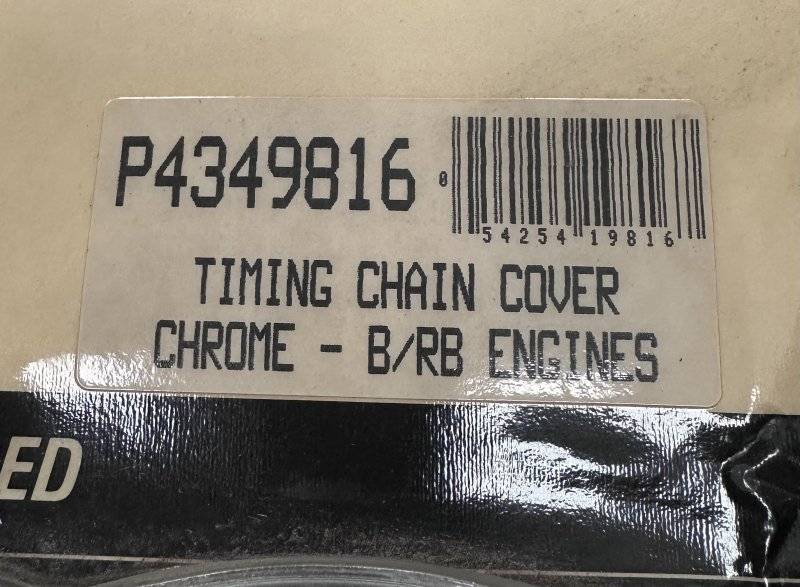 P4349816
0 54254 19816
TIMING CHAIN COVER
CHROME - B/RB ENGINES
ED